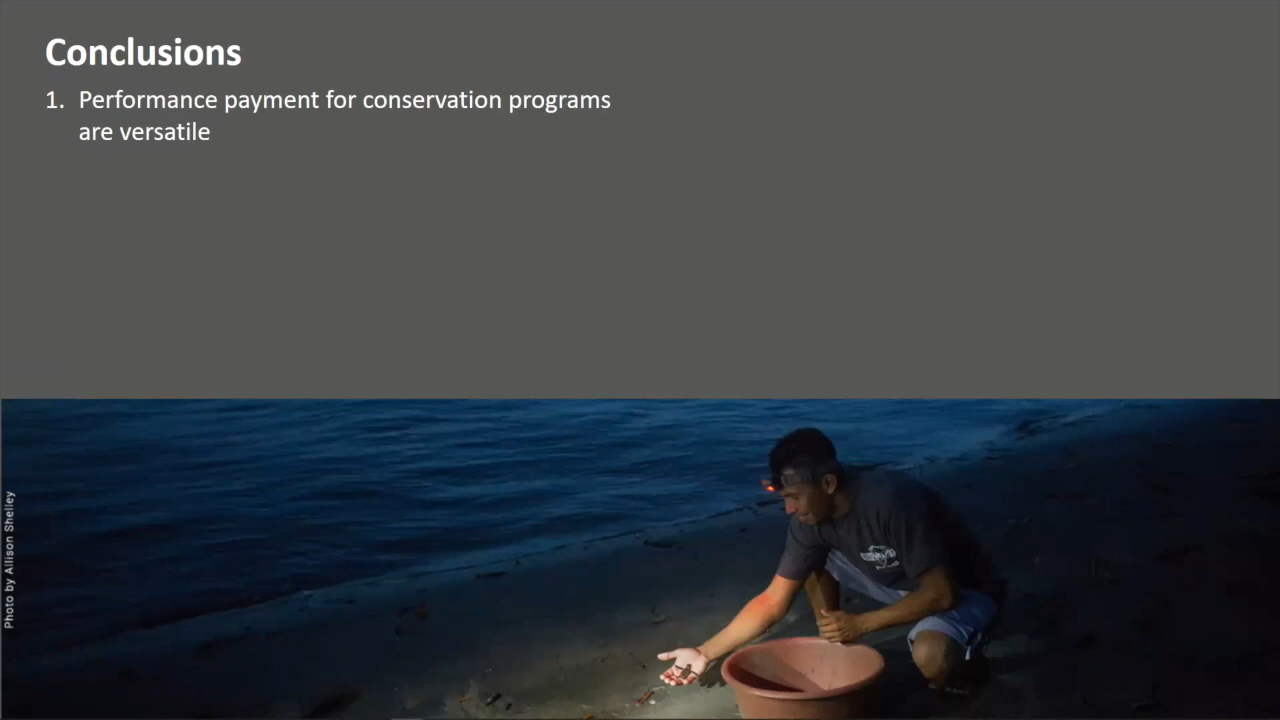 Conclusions
1. Performance payment for conservation programs
are versatile
Photo by Allison Shelley